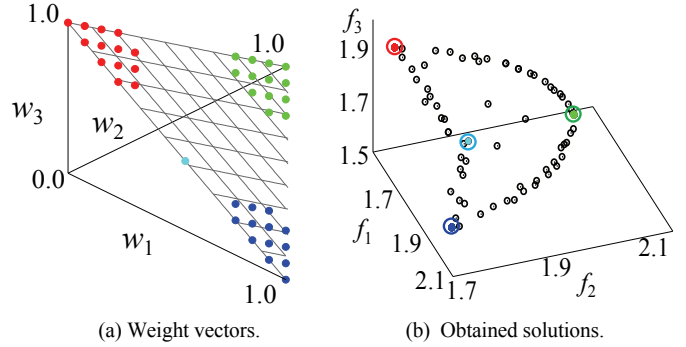 1.0
1.0
w3
w2
0.0
w1
1.0
(a) Weight vectors.
f3
1.9
1.7
1.5
1.7
f1
1.9
2.1
1.7
1.9
f2
2.1
(b) Obtained solutions.